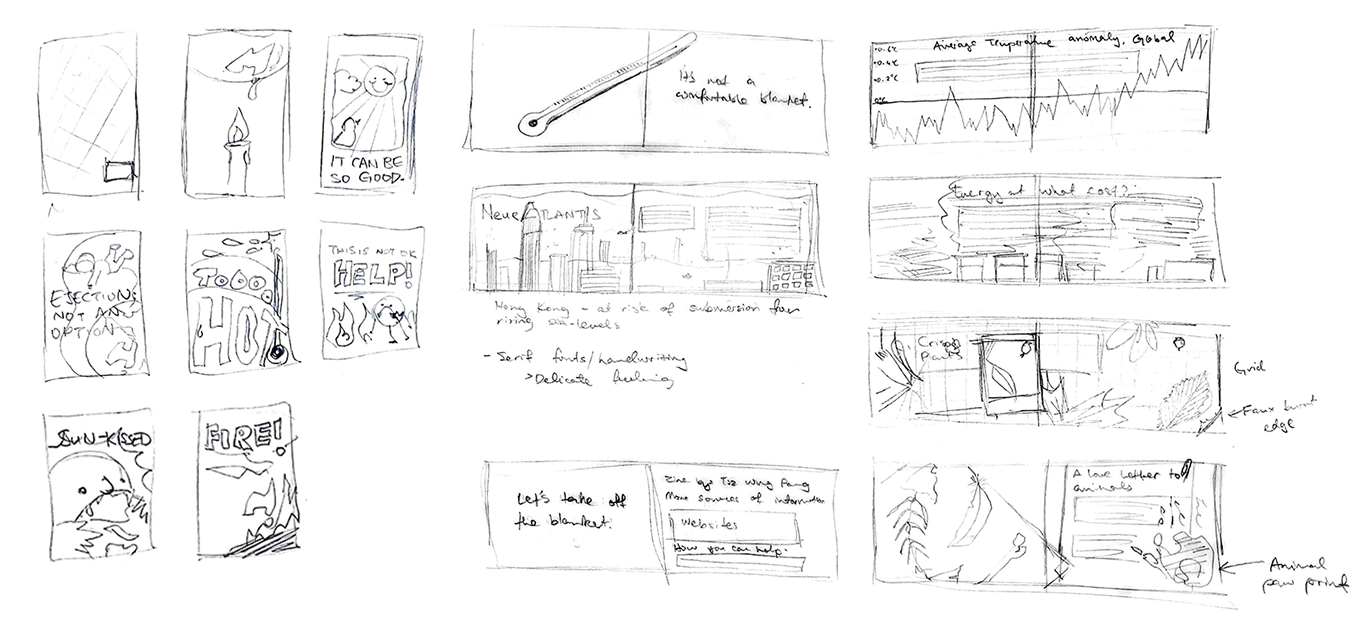 IT CAN BE
SO GOOD.
EJECTION:
NOT AN
OPTION
TOOO
HOT
THIS IS NOT OK
HELP!
SUN-KISSED
FIRE!
It's not a
comfortable blanket.
Neue ATLANTIS
Hong Kong - at risk of submersion from
rising sea-levels
- Serif fonts/handwriting
>Delicate feeling
Let's take off
the blanket.
Zine by: Tsz Wing Pang
More sources of information
Websites
How you can help.
Average Temperature anomaly, Global
+0.6°C
+0.4°C
+0.2°C
0°C
Energy at what cost?
Crispy
Plants
Grid
Faux burnt
edge
A love letter to
animals
Animal
paw print